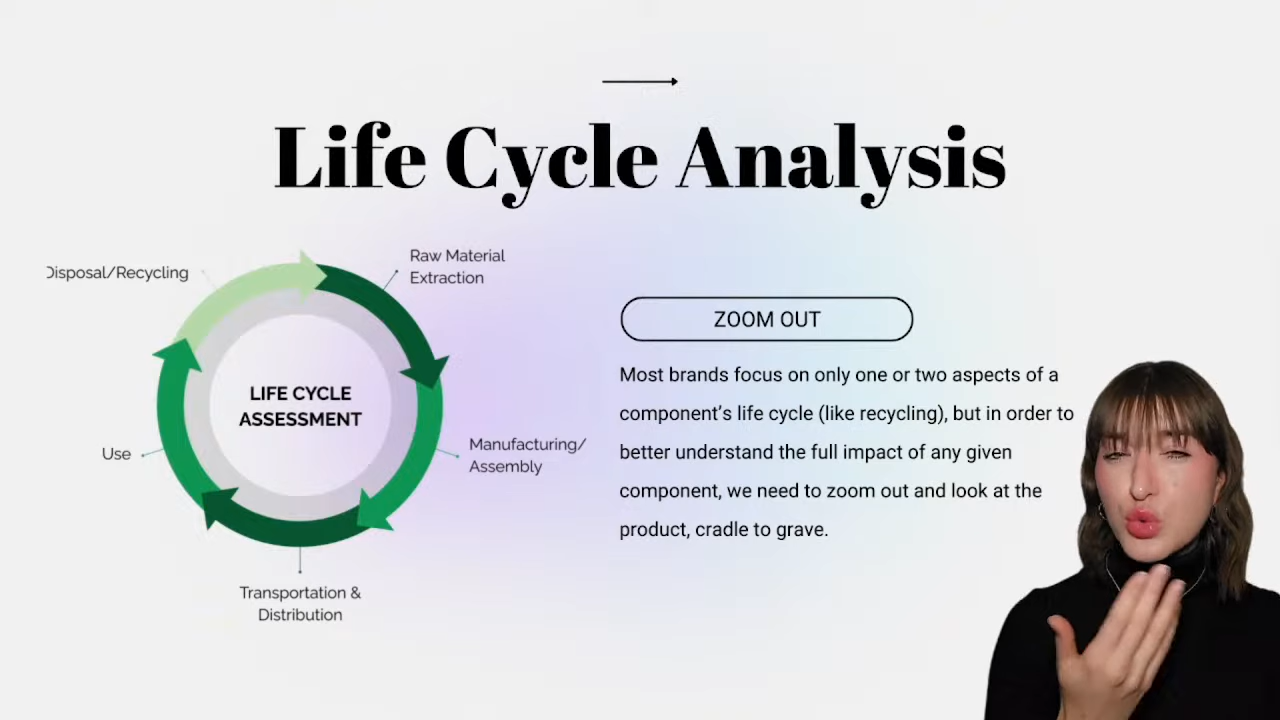 Life Cycle Analysis
Disposal/Recycling
Raw Material
Extraction
LIFE CYCLE
ASSESSMENT
Use
Manufacturing/
Assembly
Transportation &
Distribution
ZOOM OUT
Most brands focus on only one or two aspects of a
component’s life cycle (like recycling), but in order to
better understand the full impact of any given
component, we need to zoom out and look at the
product, cradle to grave.